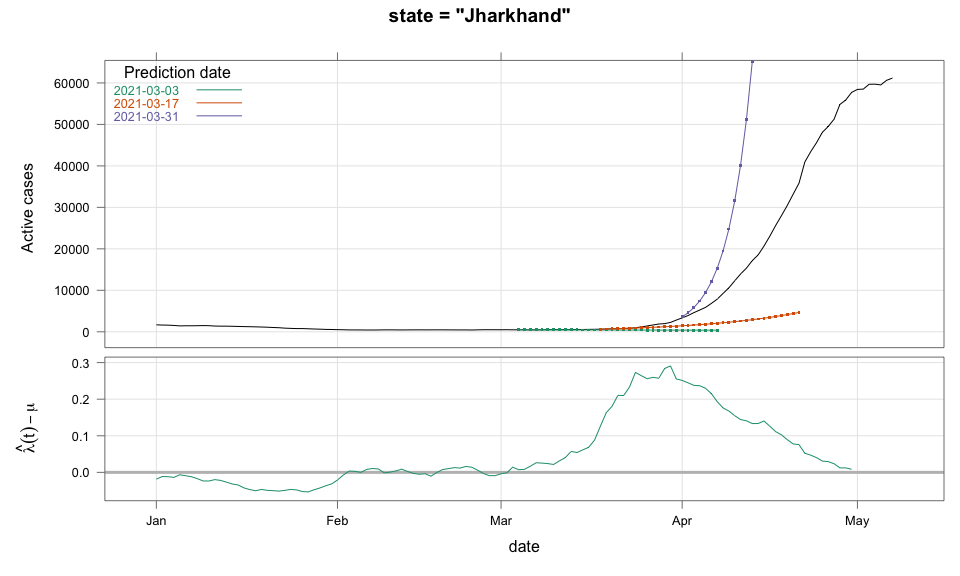 state = "Jharkhand"
Prediction date
2021-03-03
2021-03-17
2021-03-31
60000
50000
40000
30000
20000
10000
0
Active cases
0.3
0.2
0.1
0.0
λ̂(t) − μ
Jan Feb Mar Apr May
date